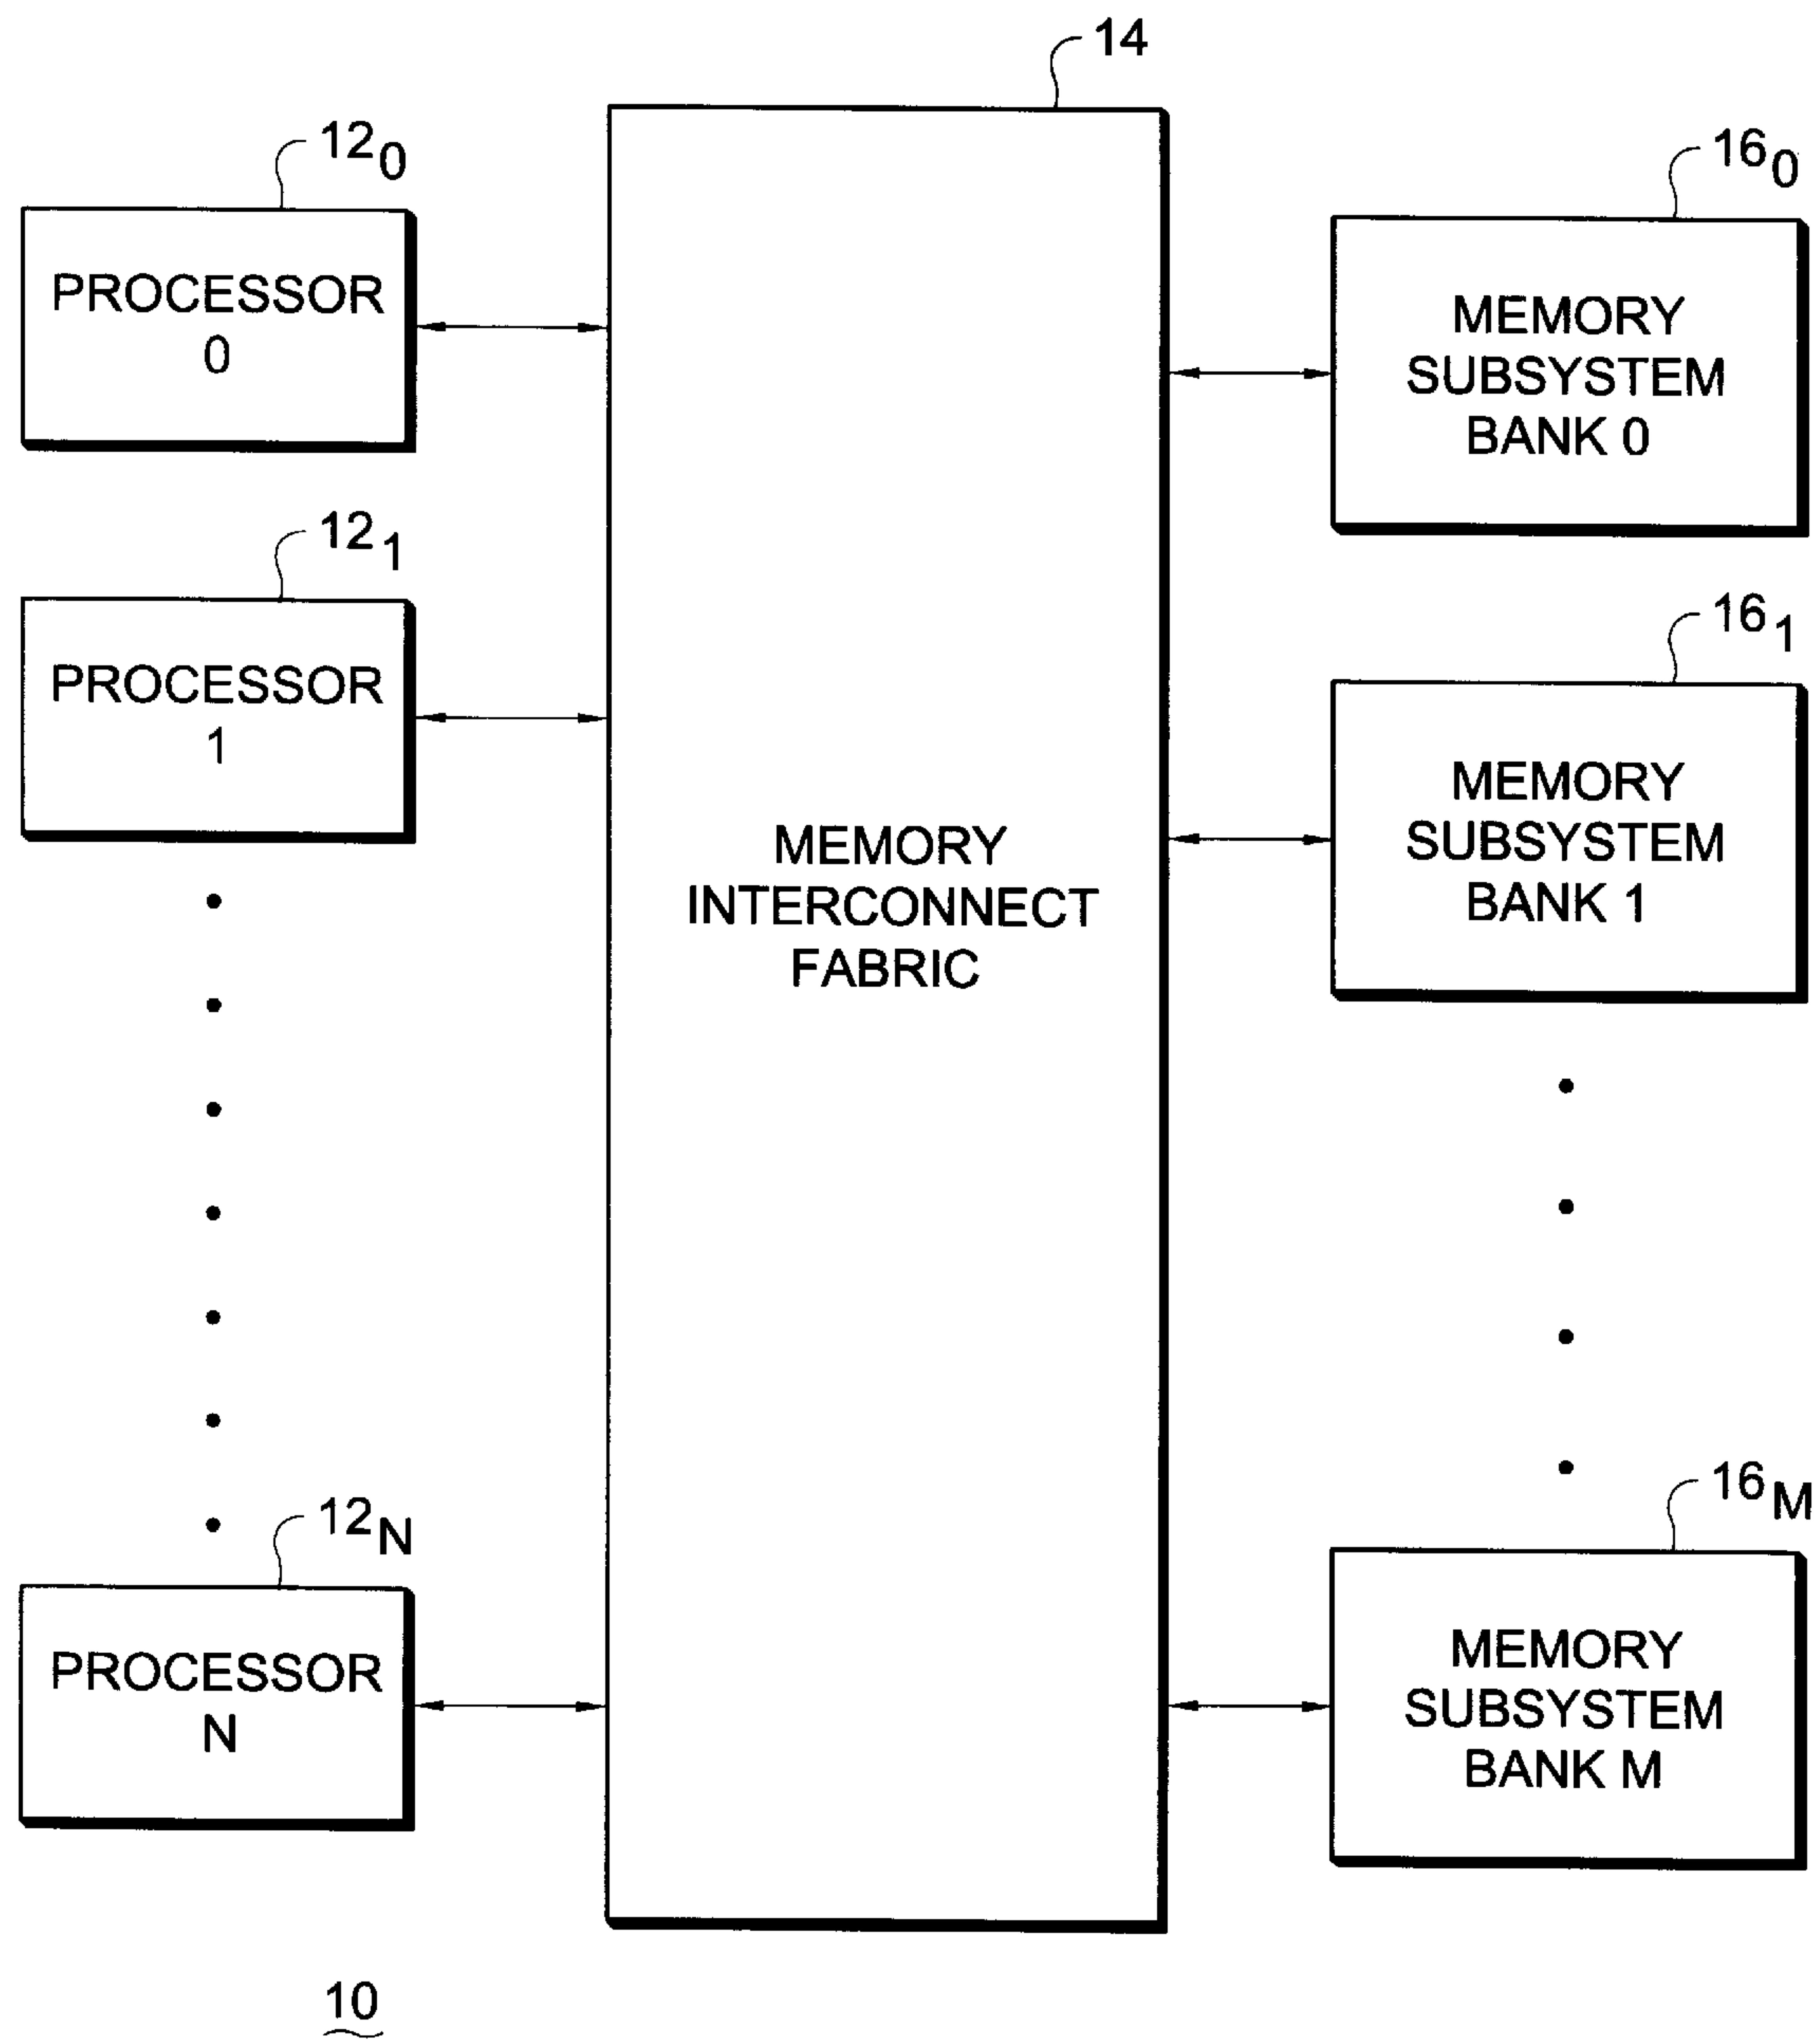 14
12₀
PROCESSOR
0
12₁
PROCESSOR
1
12N
PROCESSOR
N
MEMORY
INTERCONNECT
FABRIC
16₀
MEMORY
SUBSYSTEM
BANK 0
16₁
MEMORY
SUBSYSTEM
BANK 1
16M
MEMORY
SUBSYSTEM
BANK M
10